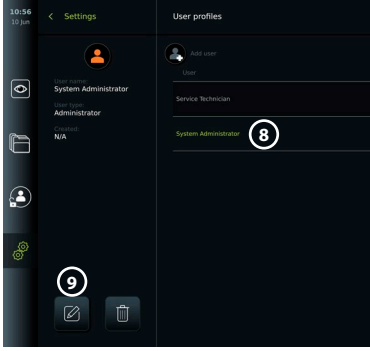 10:56
10 Jun
Settings
User name:
System Administrator
User type:
Administrator
Created:
N/A
9
User profiles
Add user
User
Service Technician
System Administrator
8